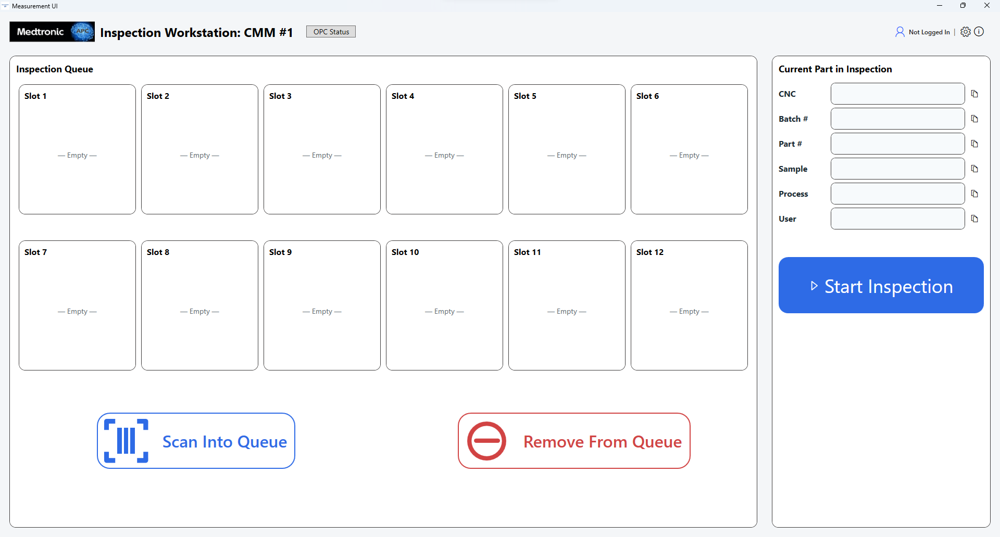 Measurement UI
Medtronic APC Inspection Workstation: CMM #1 OPC Status Not Logged In |
Inspection Queue
Slot 1 Slot 2 Slot 3 Slot 4 Slot 5 Slot 6
— Empty — — Empty — — Empty — — Empty — — Empty — — Empty —
Slot 7 Slot 8 Slot 9 Slot 10 Slot 11 Slot 12
— Empty — — Empty — — Empty — — Empty — — Empty — — Empty —
Scan Into Queue Remove From Queue
Current Part in Inspection
CNC
Batch #
Part #
Sample
Process
User
Start Inspection